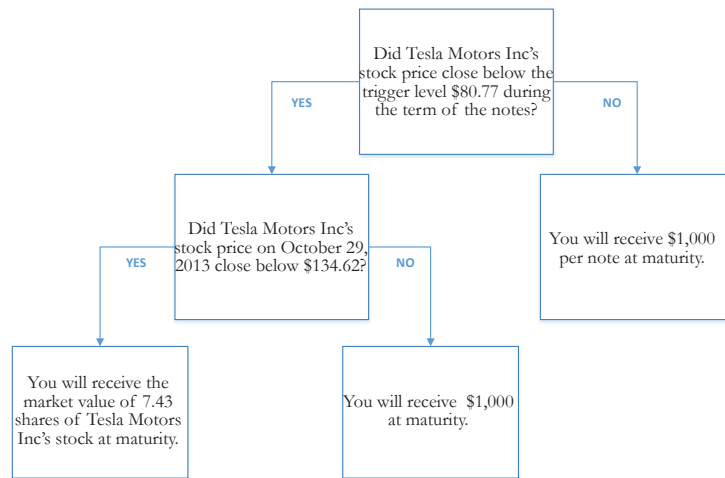 Did Tesla Motors Inc's
stock price close below the
trigger level $80.77 during
the term of the notes?
YES
NO
Did Tesla Motors Inc's
stock price on October 29,
2013 close below $134.62?
You will receive $1,000
per note at maturity.
YES
NO
You will receive the
market value of 7.43
shares of Tesla Motors
Inc's stock at maturity.
You will receive $1,000
at maturity.